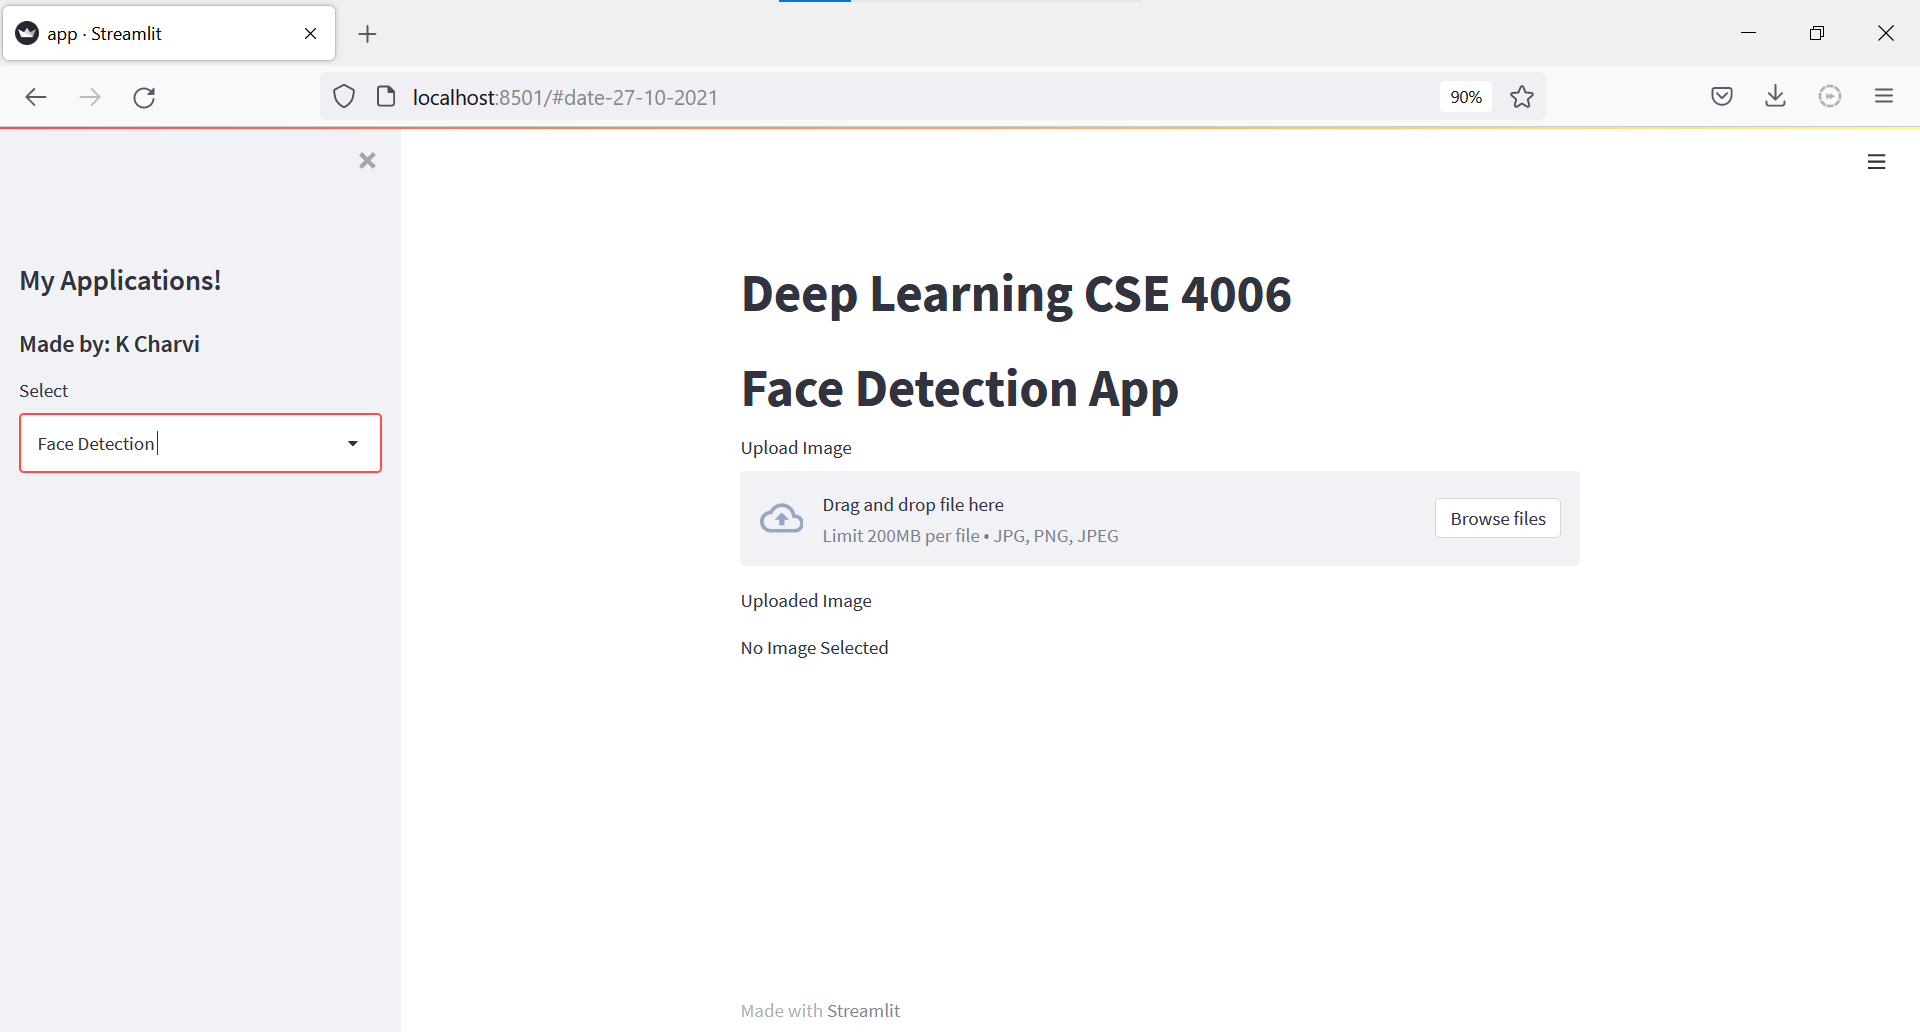 app · Streamlit
localhost:8501/#date-27-10-2021
90%
My Applications!
Made by: K Charvi
Select
Face Detection
Deep Learning CSE 4006
Face Detection App
Upload Image
Drag and drop file here
Limit 200MB per file • JPG, PNG, JPEG
Browse files
Uploaded Image
No Image Selected
Made with Streamlit